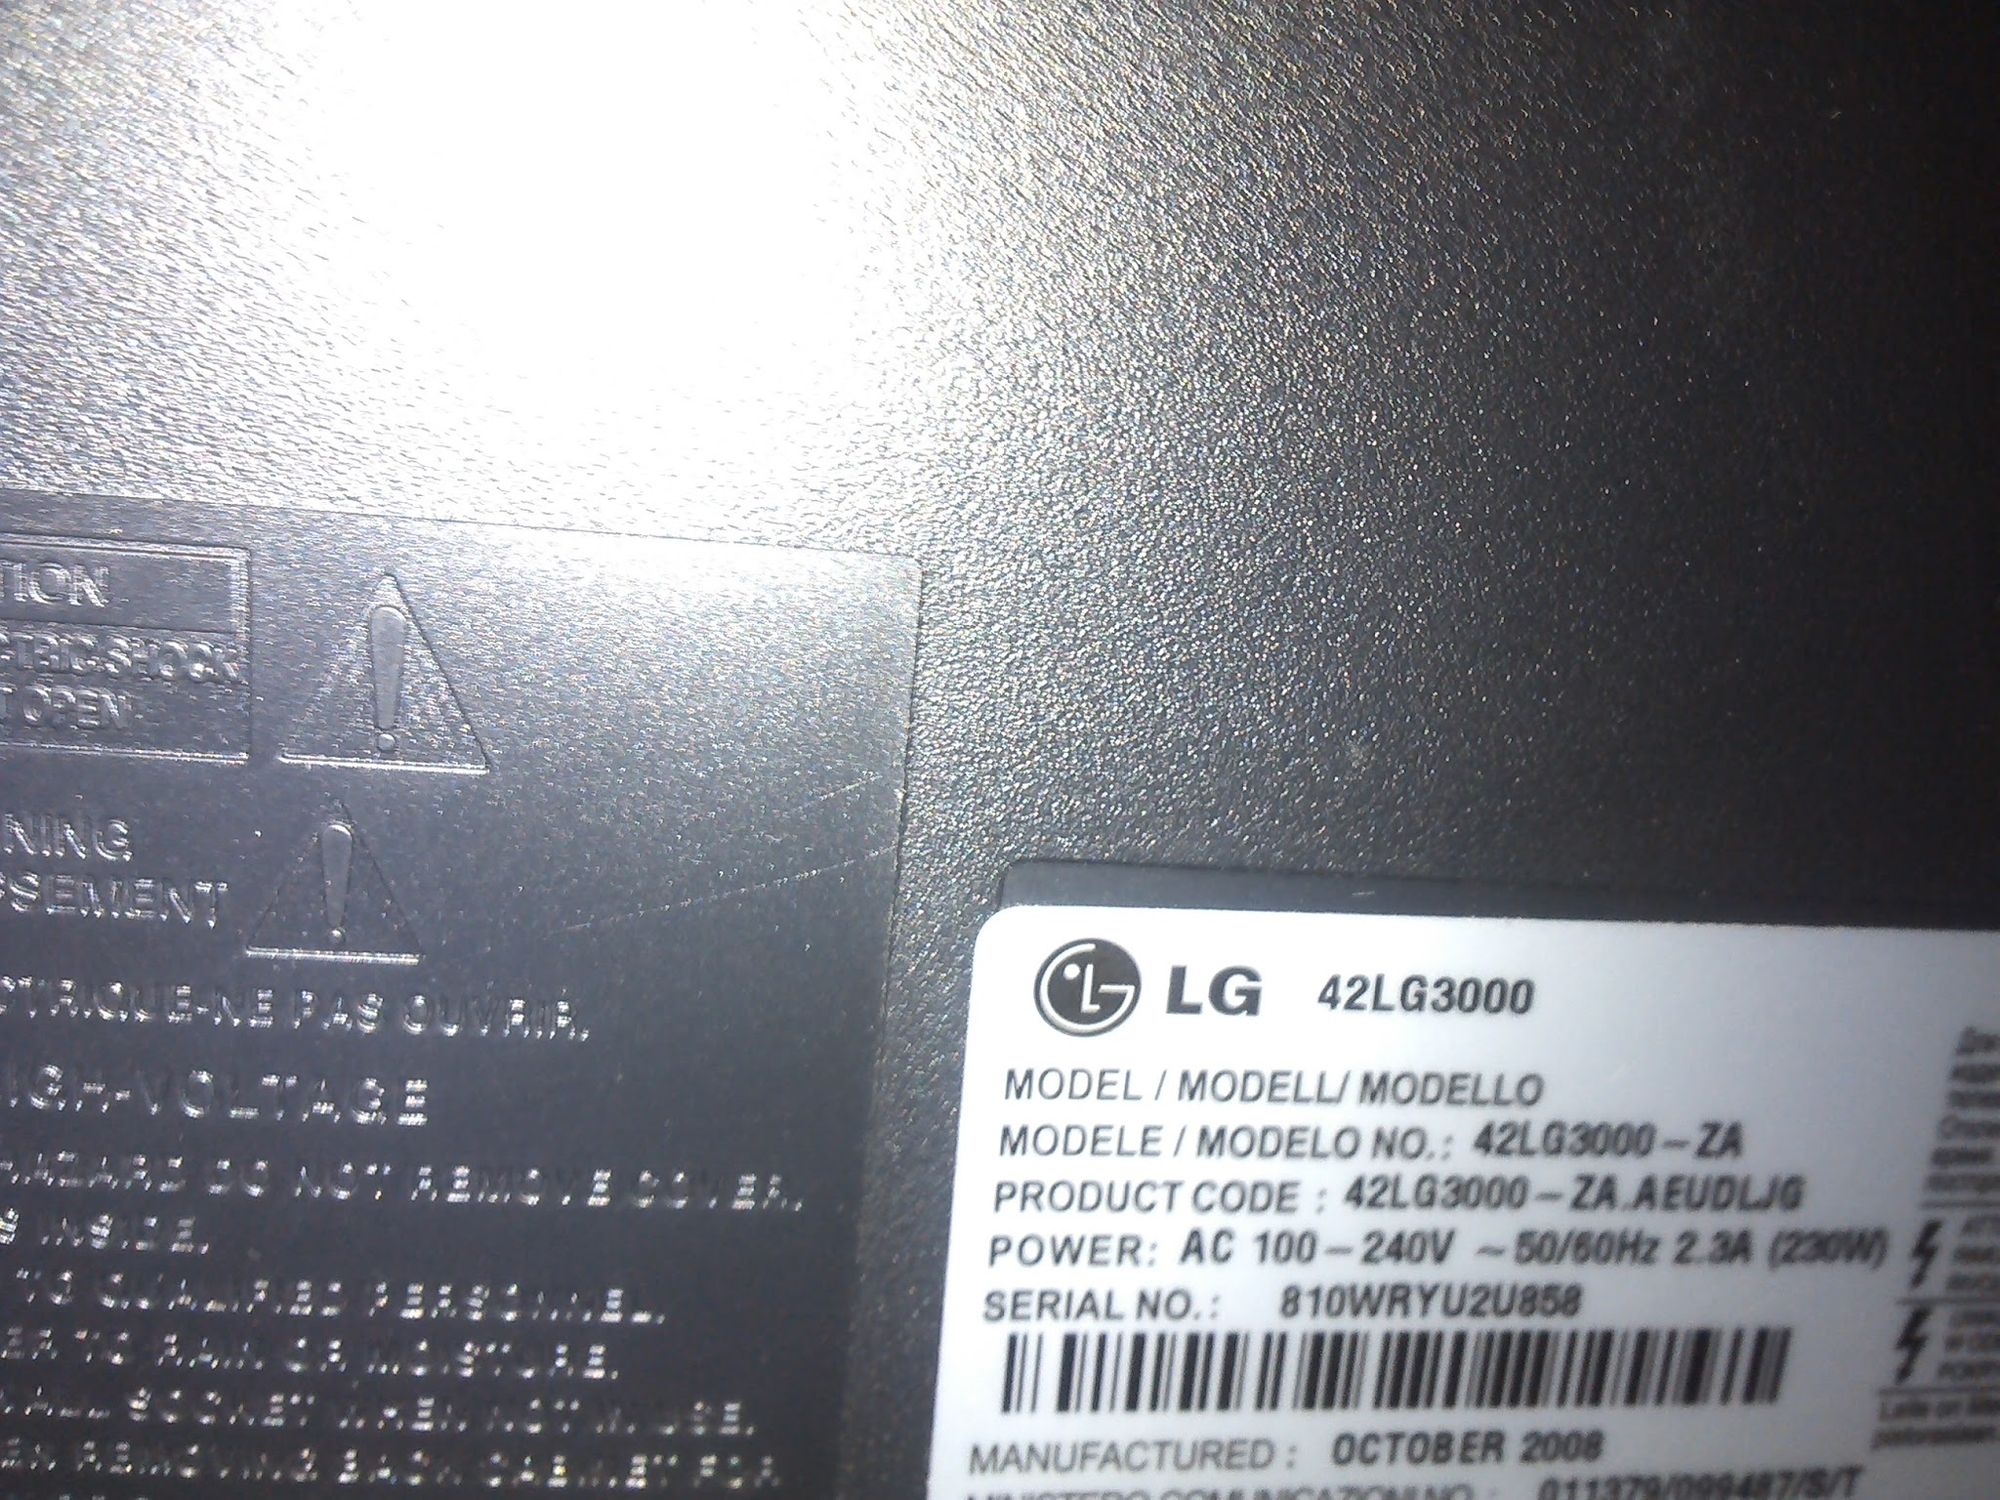 TION
CTRIC SHOCK
T OPEN
NING
SSEMENT
CTRIQUE-NE PAS OUVRIR.
IGH-VOLTAGE
HAZARD DO NOT REMOVE COVER.
S INSIDE.
TO QUALIFIED PERSONNEL.
ER TO RAIN OR MOISTURE.
ALL SOCKET WHEN NOT IN USE.
EN REMOVING BACK CABINET FOR
LG 42LG3000
MODEL / MODELL/ MODELLO
MODELE / MODELO NO.: 42LG3000-ZA
PRODUCT CODE : 42LG3000-ZA.AEUDLJG
POWER: AC 100-240V ~50/60Hz 2.3A (230W)
SERIAL NO.: 810WRYU2U858
MANUFACTURED : OCTOBER 2008
MINISTERO COMUNICAZIONI NO. : 011379/099487/S/T